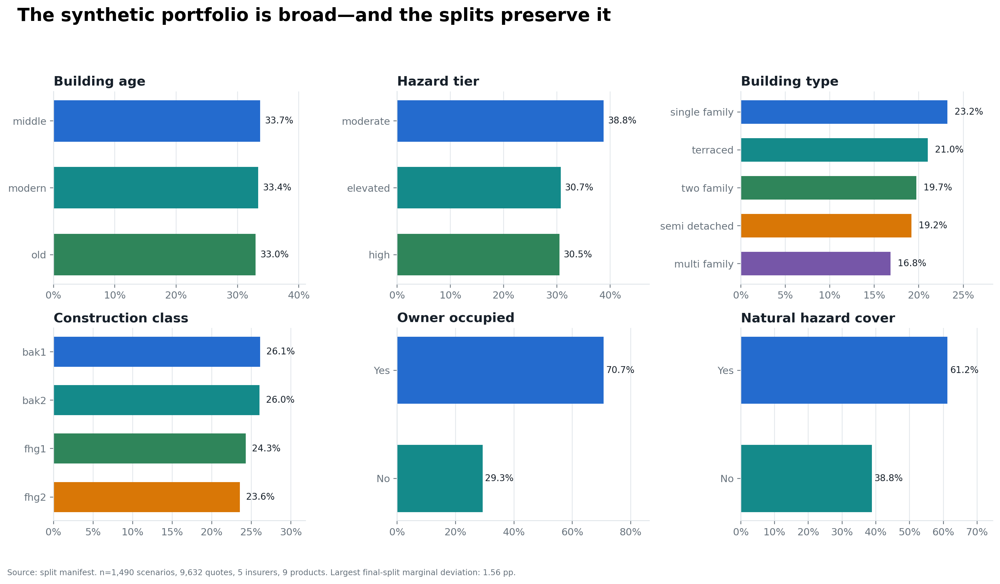 The synthetic portfolio is broad—and the splits preserve it
Building age
middle
33.7%
modern
33.4%
old
33.0%
0% 10% 20% 30% 40%
Hazard tier
moderate
38.8%
elevated
30.7%
high
30.5%
0% 10% 20% 30% 40%
Building type
single family
23.2%
terraced
21.0%
two family
19.7%
semi detached
19.2%
multi family
16.8%
0% 5% 10% 15% 20% 25%
Construction class
bak1
26.1%
bak2
26.0%
fhg1
24.3%
fhg2
23.6%
0% 5% 10% 15% 20% 25% 30%
Owner occupied
Yes
70.7%
No
29.3%
0% 20% 40% 60% 80%
Natural hazard cover
Yes
61.2%
No
38.8%
0% 10% 20% 30% 40% 50% 60% 70%
Source: split manifest. n=1,490 scenarios, 9,632 quotes, 5 insurers, 9 products. Largest final-split marginal deviation: 1.56 pp.